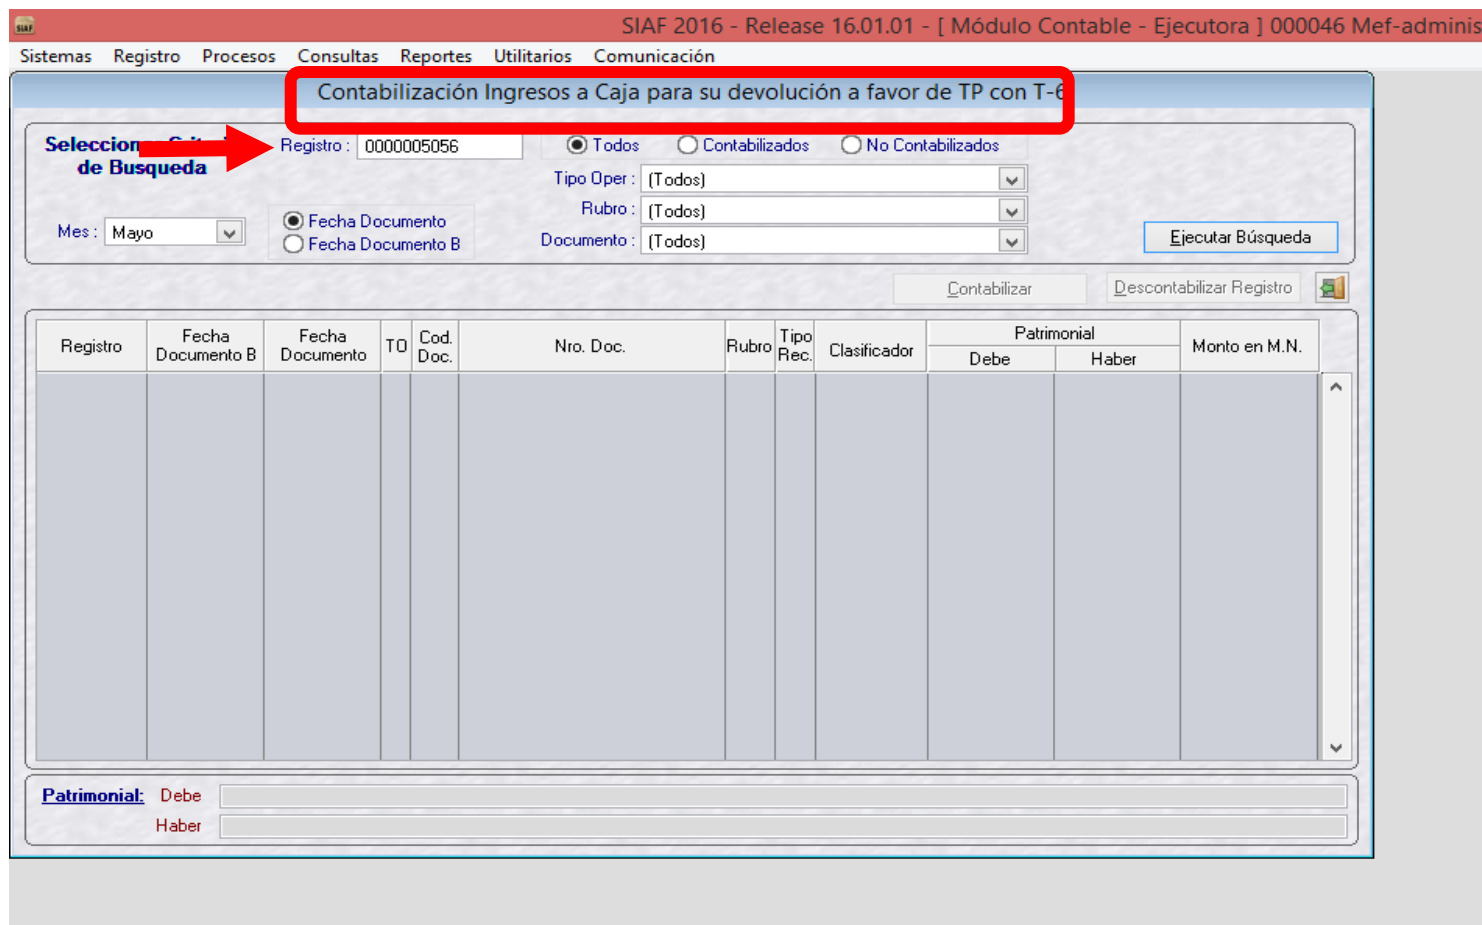 SIAF
SIAF 2016 - Release 16.01.01 - [ Módulo Contable - Ejecutora ] 000046 Mef-adminis
Sistemas Registro Procesos Consultas Reportes Utilitarios Comunicación
Contabilización Ingresos a Caja para su devolución a favor de TP con T-6
Seleccion
de Busqueda
Registro : 0000005056
Todos Contabilizados No Contabilizados
Tipo Oper : (Todos)
Rubro : (Todos)
Documento : (Todos)
Mes : Mayo
Fecha Documento
Fecha Documento B
Ejecutar Búsqueda
Contabilizar Descontabilizar Registro
Registro Fecha Documento B Fecha Documento TO Cod. Doc. Nro. Doc. Rubro Tipo Rec. Clasificador Patrimonial Debe Haber Monto en M.N.
Patrimonial: Debe
Haber